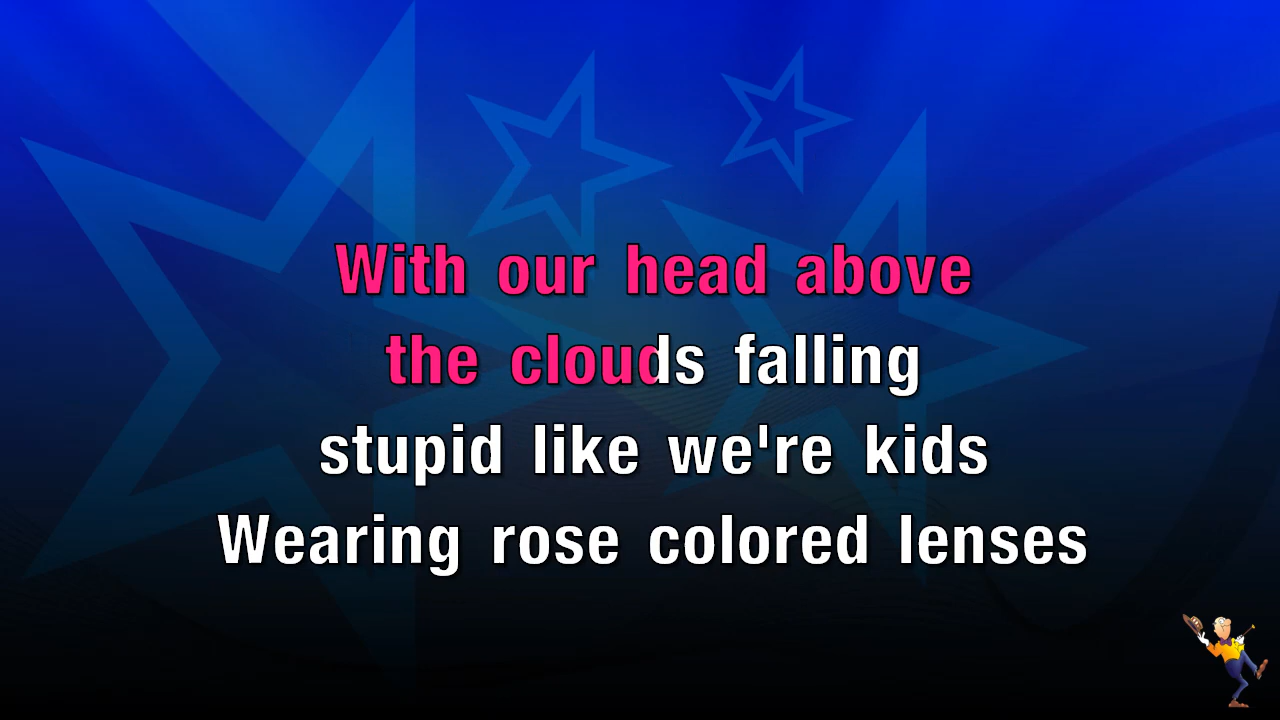 With our head above
the clouds falling
stupid like we're kids
Wearing rose colored lenses